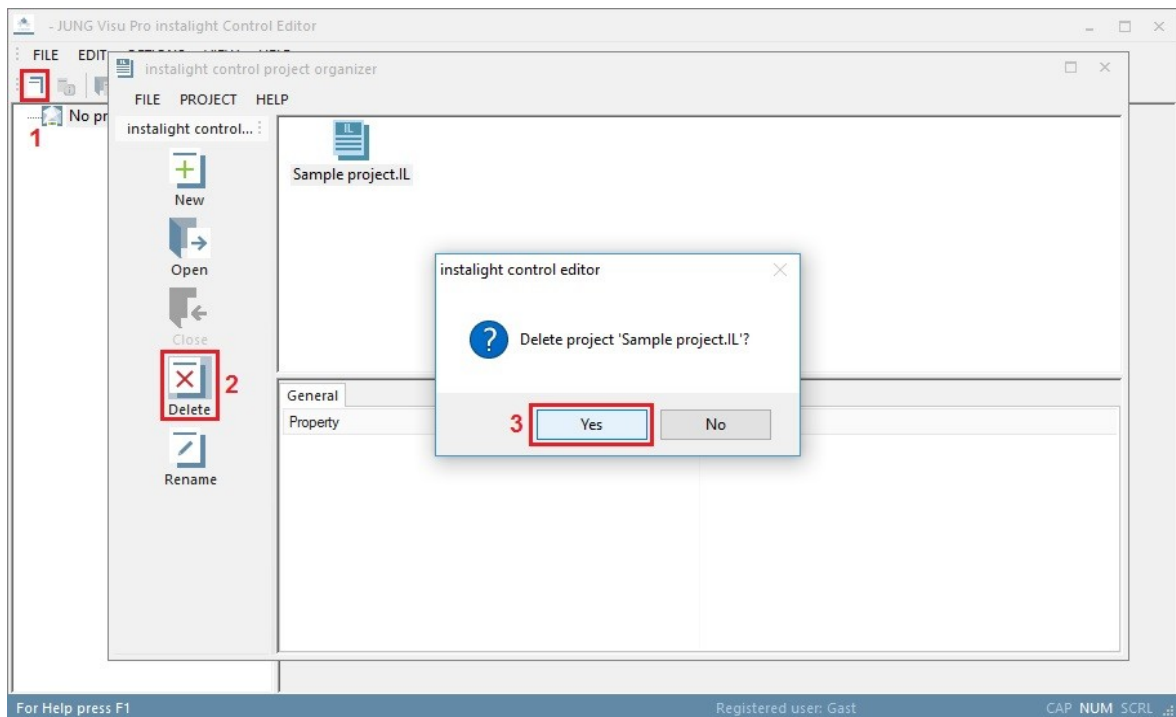 - JUNG Visu Pro instalight Control Editor
FILE EDIT
instalight control project organizer
FILE PROJECT HELP
1
No pr
instalight control...
IL
Sample project.IL
New
Open
Close
2
Delete
Rename
instalight control editor
?
Delete project 'Sample project.IL'?
3
Yes
No
General
Property
For Help press F1
Registered user: Gast
CAP NUM SCRL